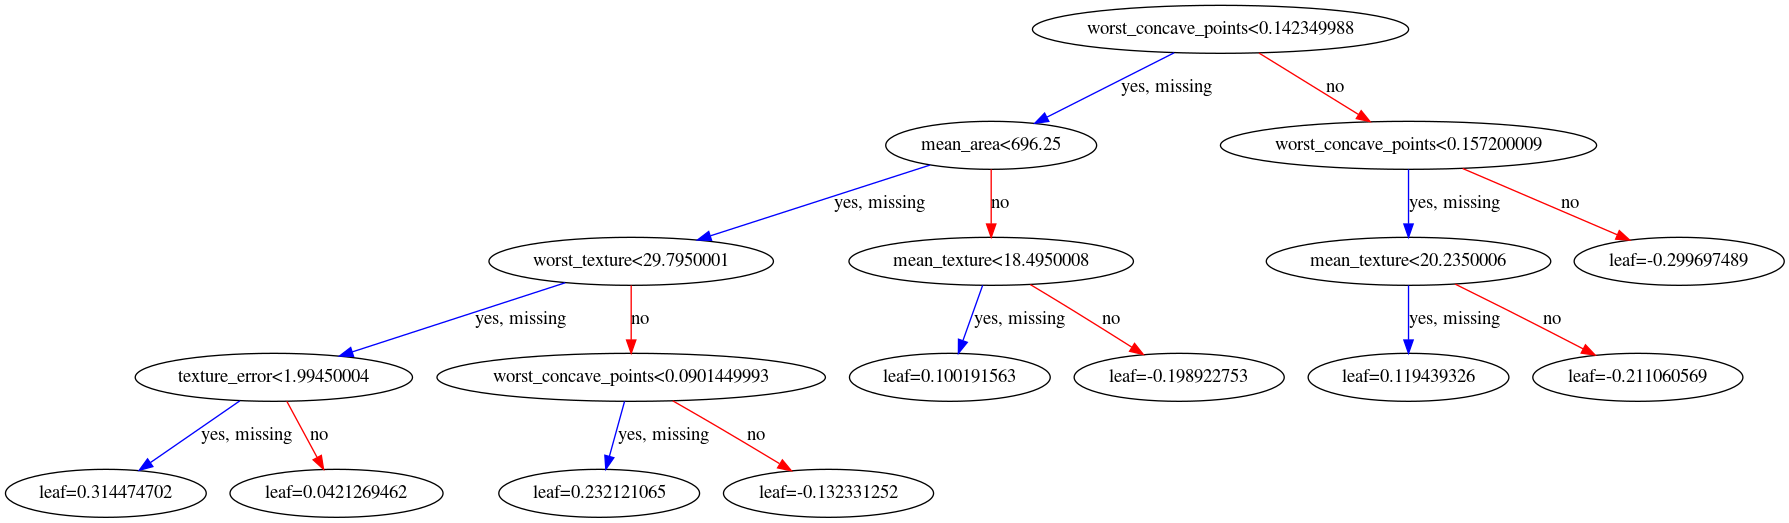 worst_concave_points<0.142349988
yes, missing
no
mean_area<696.25
worst_concave_points<0.157200009
yes, missing
no
yes, missing
no
worst_texture<29.7950001
mean_texture<18.4950008
mean_texture<20.2350006
leaf=-0.299697489
yes, missing
no
yes, missing
no
yes, missing
no
texture_error<1.99450004
worst_concave_points<0.0901449993
leaf=0.100191563
leaf=-0.198922753
leaf=0.119439326
leaf=-0.211060569
yes, missing
no
yes, missing
no
leaf=0.314474702
leaf=0.0421269462
leaf=0.232121065
leaf=-0.132331252